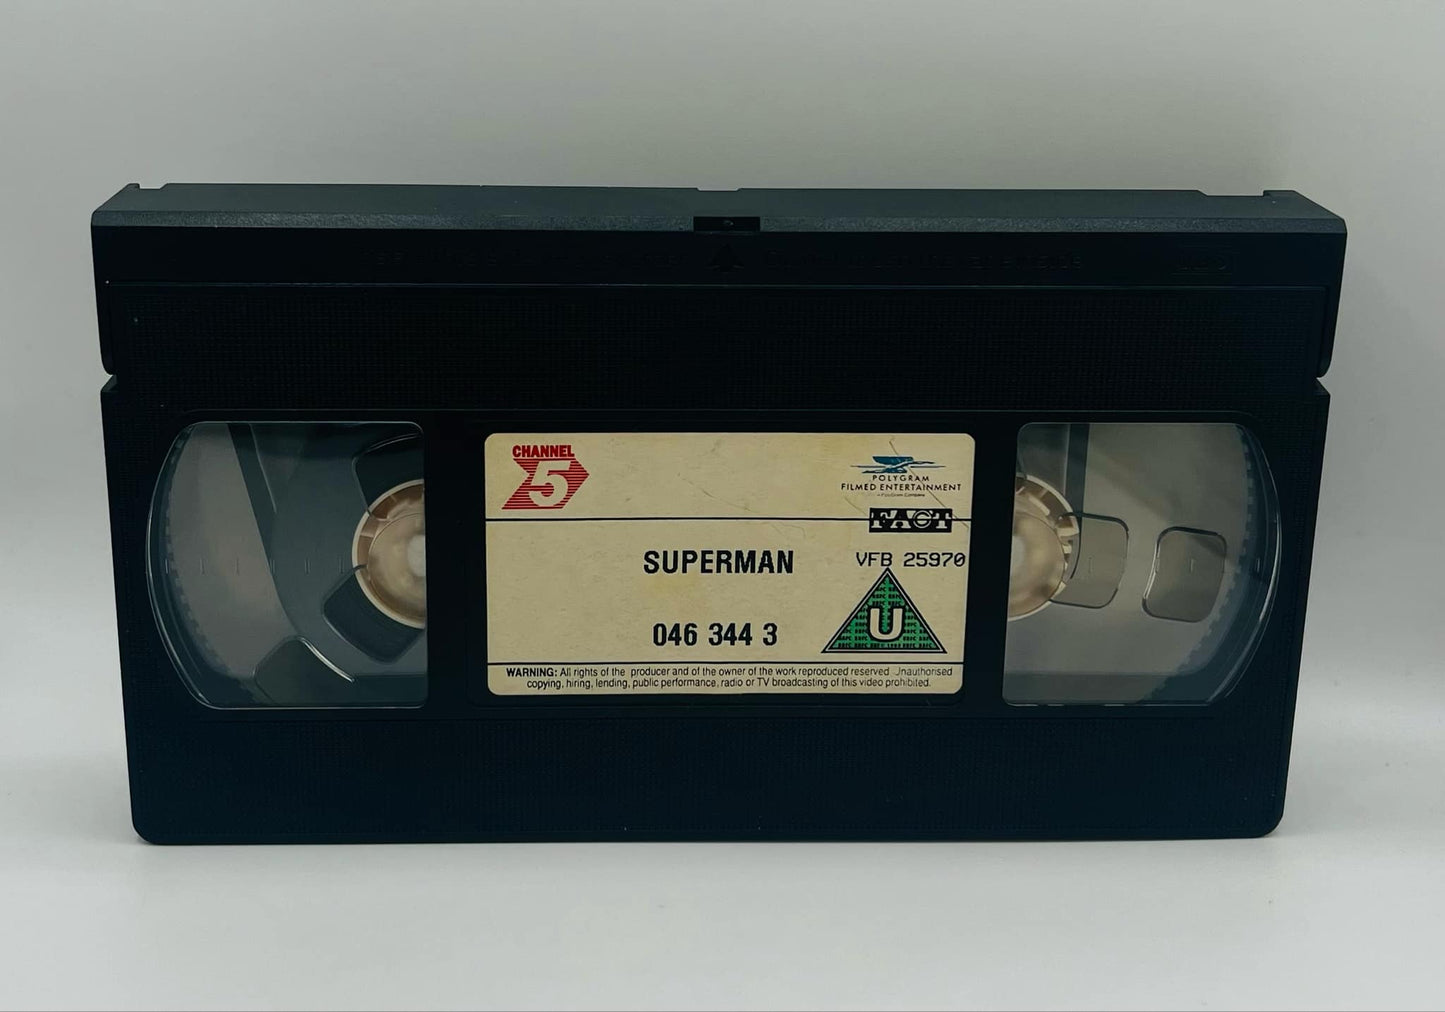 CHANNEL
5
POLYGRAM
FILMED ENTERTAINMENT
a PolyGram Company
FACT
SUPERMAN
VFB 25970
U
046 344 3
WARNING: All rights of the producer and of the owner of the work reproduced reserved. Unauthorised
copying, hiring, lending, public performance, radio or TV broadcasting of this video prohibited.